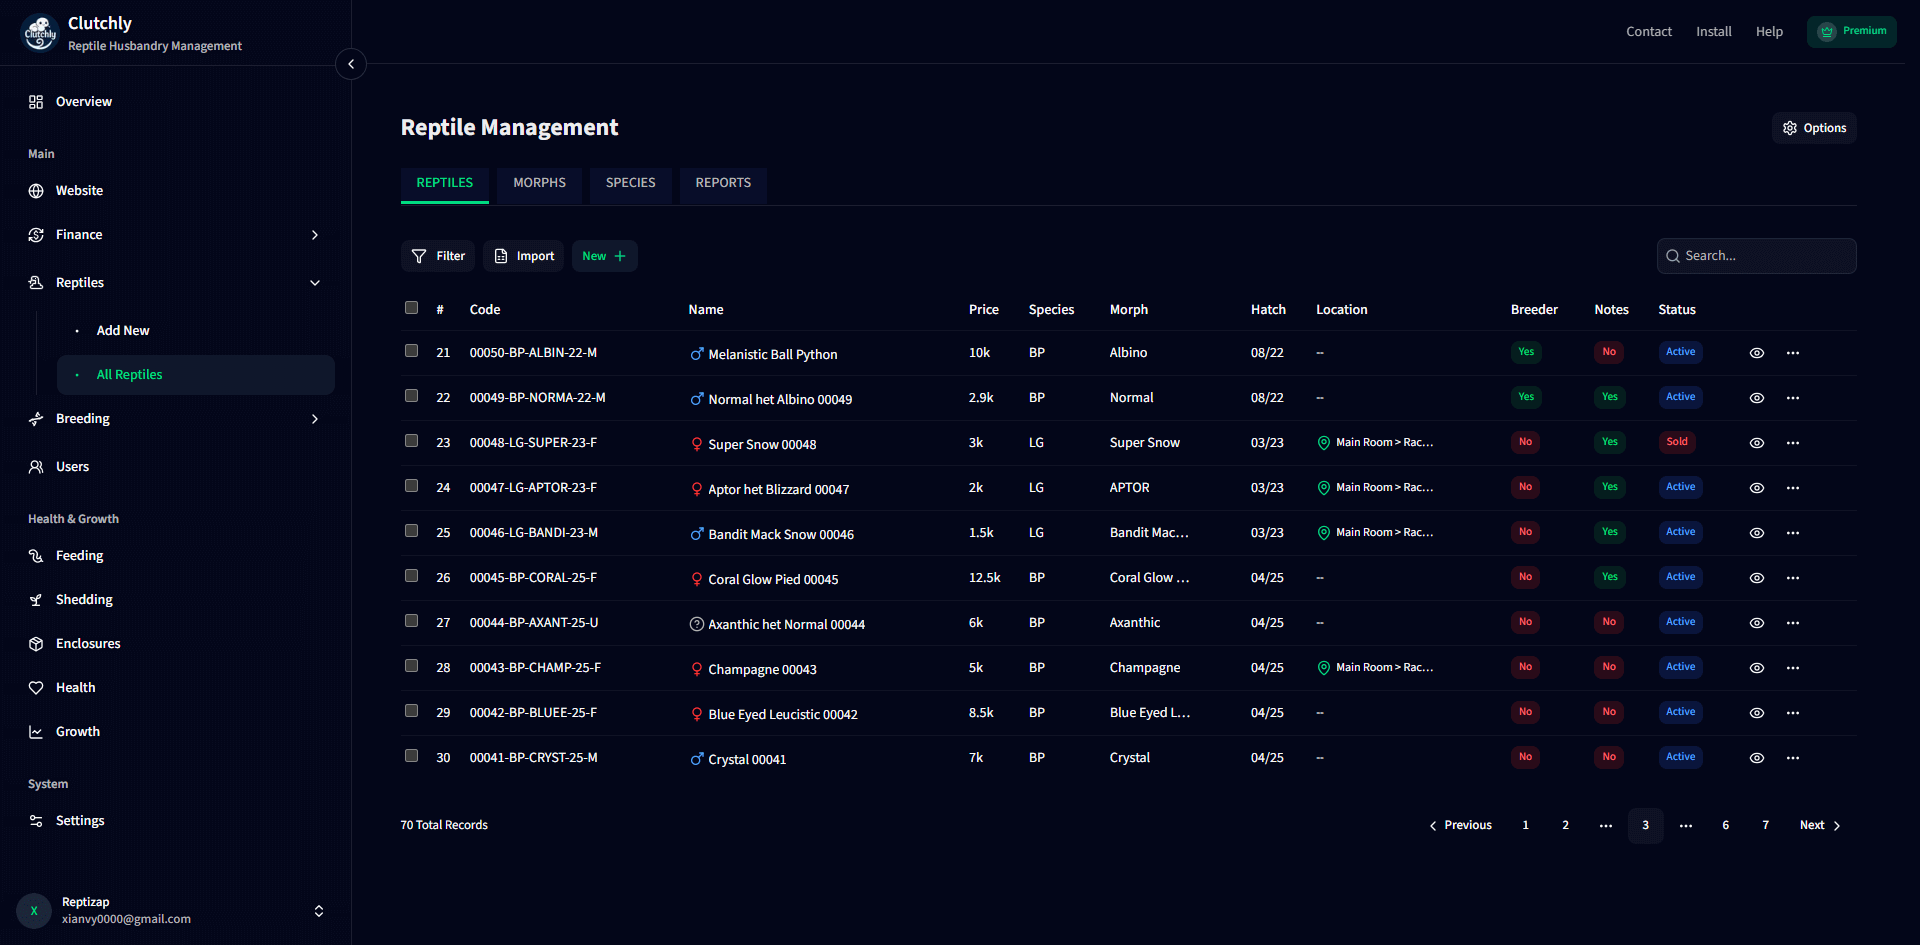 Clutchly
Reptile Husbandry Management
Contact Install Help Premium
Overview
Main
Website
Finance
Reptiles
Add New
All Reptiles
Breeding
Users
Health & Growth
Feeding
Shedding
Enclosures
Health
Growth
System
Settings
X
Reptizap
xianvy0000@gmail.com
Reptile Management
Options
REPTILES MORPHS SPECIES REPORTS
Filter Import New + Search...
# Code Name Price Species Morph Hatch Location Breeder Notes Status
21 00050-BP-ALBIN-22-M Melanistic Ball Python 10k BP Albino 08/22 -- Yes No Active
22 00049-BP-NORMA-22-M Normal het Albino 00049 2.9k BP Normal 08/22 -- Yes Yes Active
23 00048-LG-SUPER-23-F Super Snow 00048 3k LG Super Snow 03/23 Main Room > Rac... No Yes Sold
24 00047-LG-APTOR-23-F Aptor het Blizzard 00047 2k LG APTOR 03/23 Main Room > Rac... No Yes Active
25 00046-LG-BANDI-23-M Bandit Mack Snow 00046 1.5k LG Bandit Mac... 03/23 Main Room > Rac... No Yes Active
26 00045-BP-CORAL-25-F Coral Glow Pied 00045 12.5k BP Coral Glow ... 04/25 -- No Yes Active
27 00044-BP-AXANT-25-U Axanthic het Normal 00044 6k BP Axanthic 04/25 -- No No Active
28 00043-BP-CHAMP-25-F Champagne 00043 5k BP Champagne 04/25 Main Room > Rac... No No Active
29 00042-BP-BLUEE-25-F Blue Eyed Leucistic 00042 8.5k BP Blue Eyed L... 04/25 -- No No Active
30 00041-BP-CRYST-25-M Crystal 00041 7k BP Crystal 04/25 -- No No Active
70 Total Records
Previous 1 2 ... 3 ... 6 7 Next